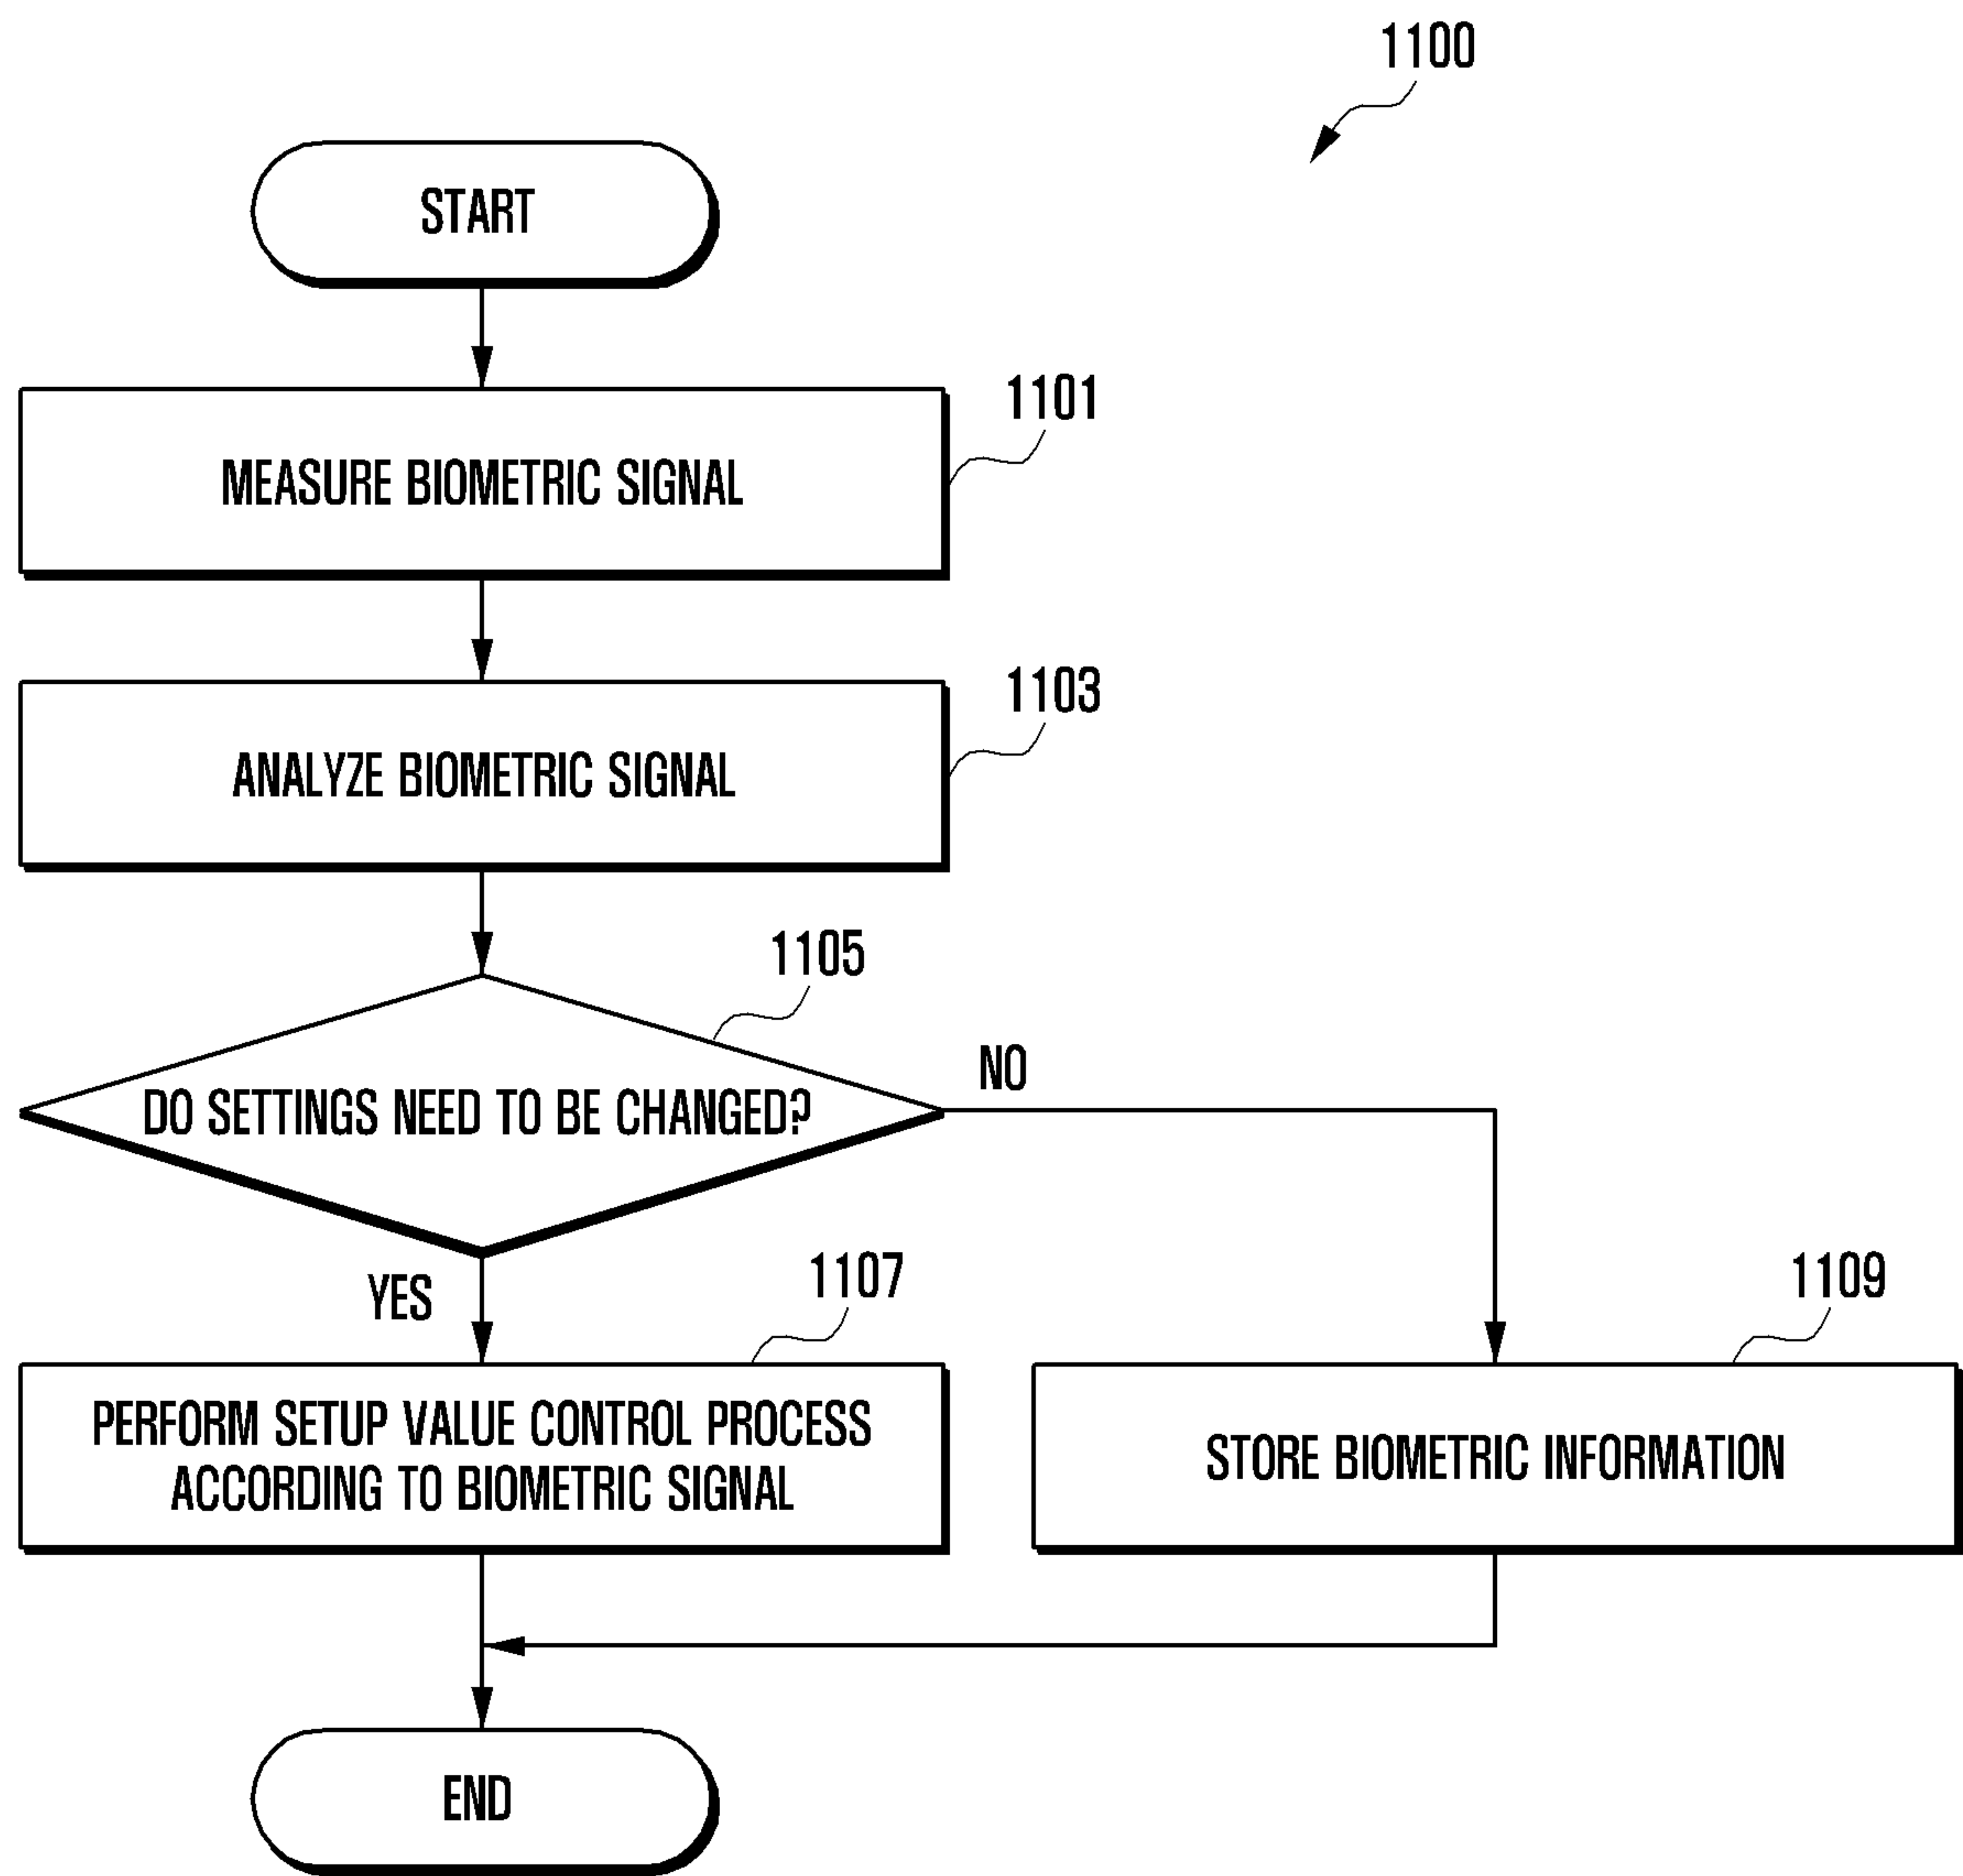 1100
START
1101
MEASURE BIOMETRIC SIGNAL
1103
ANALYZE BIOMETRIC SIGNAL
1105
DO SETTINGS NEED TO BE CHANGED?
NO
YES
1107
PERFORM SETUP VALUE CONTROL PROCESS
ACCORDING TO BIOMETRIC SIGNAL
1109
STORE BIOMETRIC INFORMATION
END